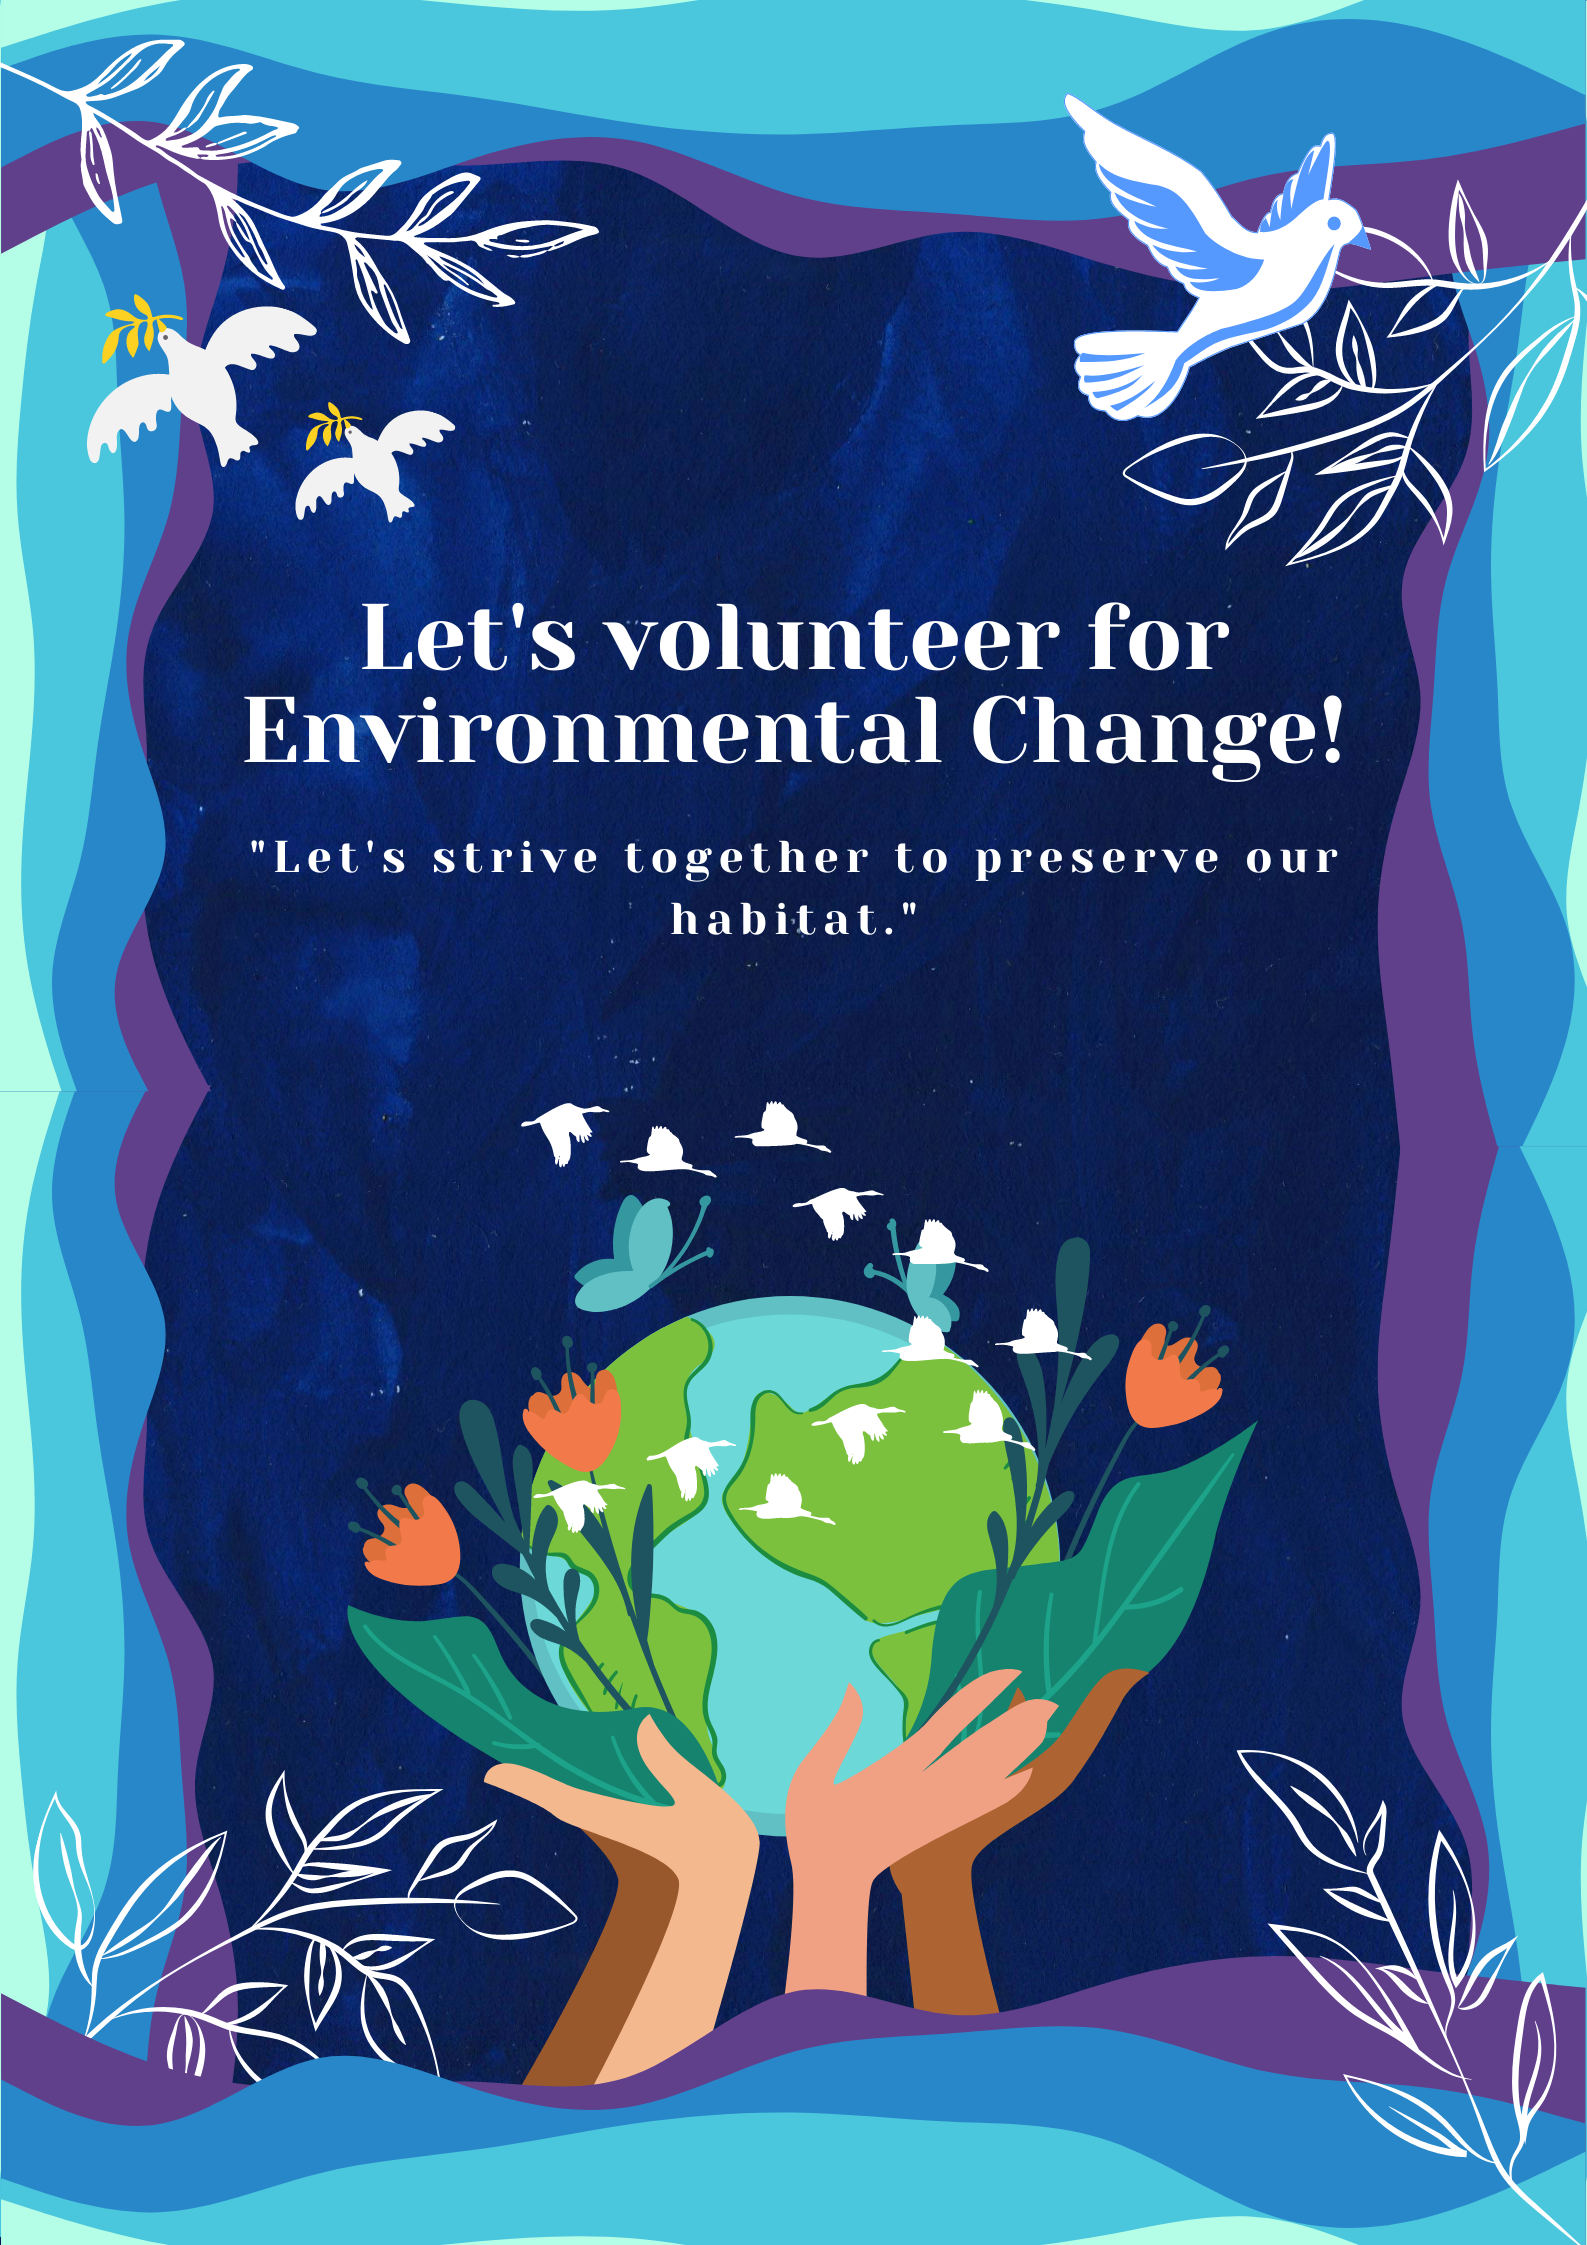 Let's volunteer for
Environmental Change!
"Let's strive together to preserve our
habitat."